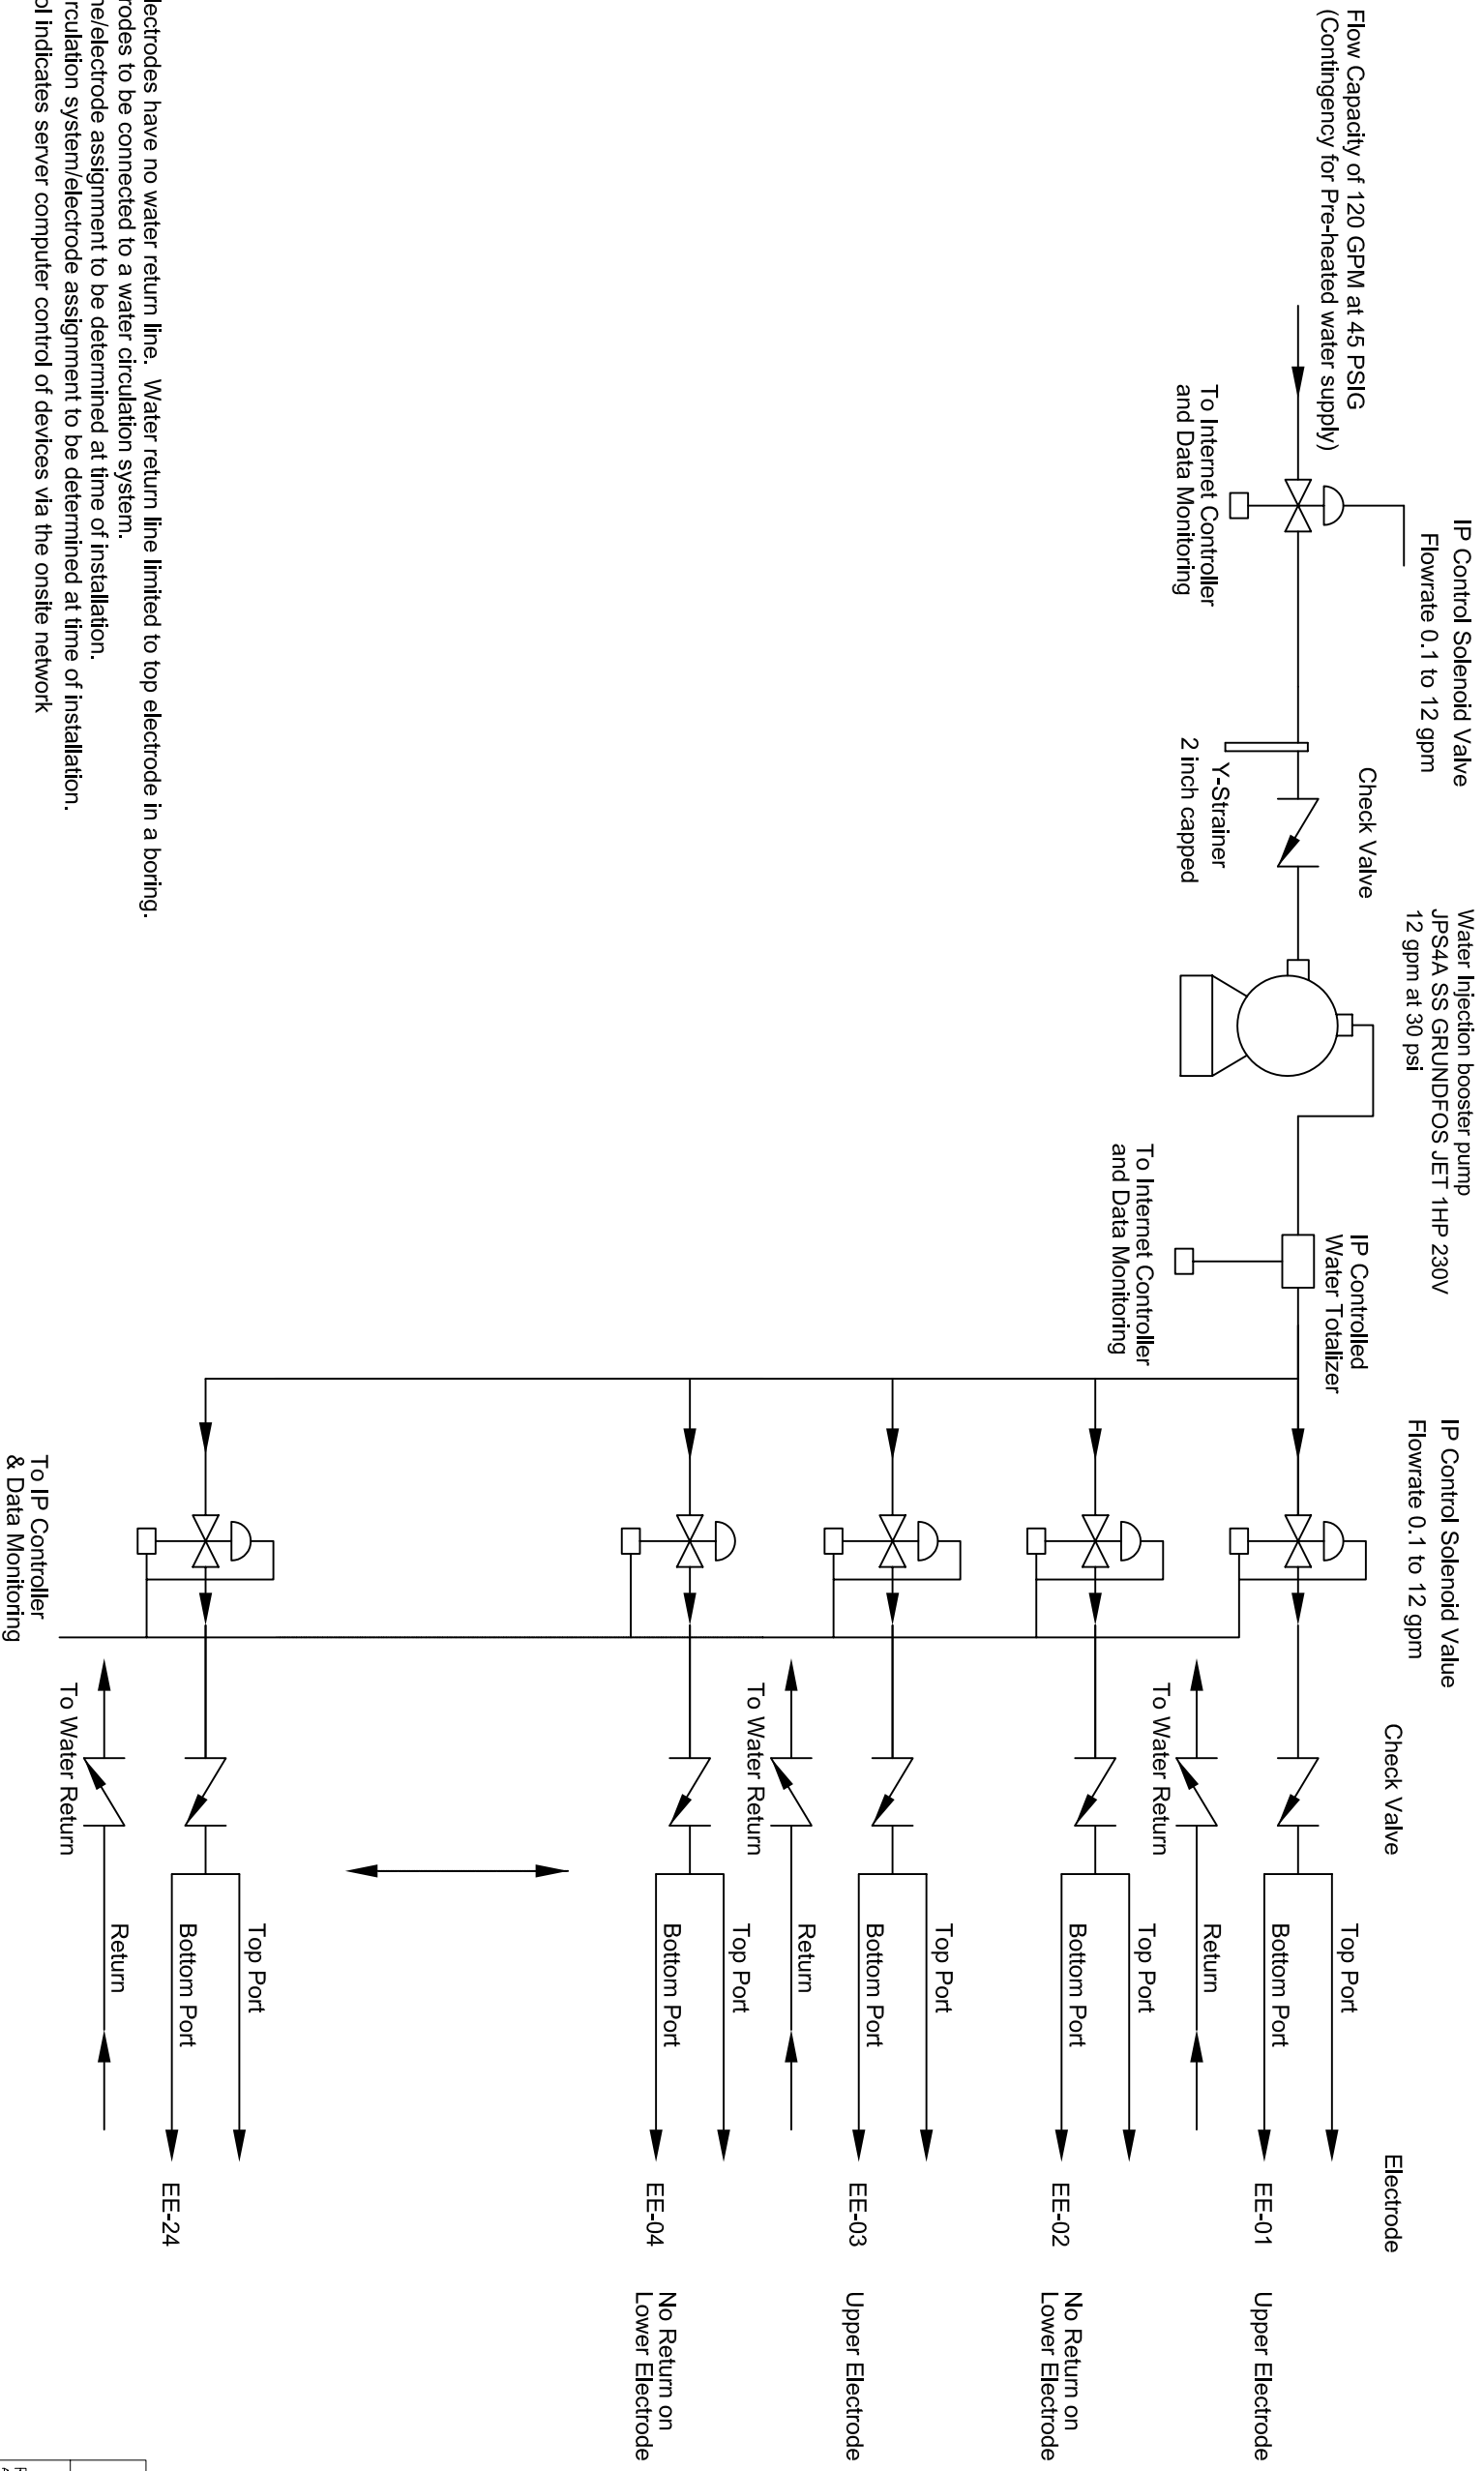 Flow Capacity of 120 GPM at 45 PSIG
(Contingency for Pre-heated water supply)
IP Control Solenoid Valve
Flowrate 0.1 to 12 gpm
To Internet Controller
and Data Monitoring
Check Valve
Y-Strainer
2 inch capped
Water Injection booster pump
JPS4A SS GRUNDFOS JET 1HP 230V
12 gpm at 30 psi
IP Controlled
Water Totalizer
To Internet Controller
and Data Monitoring
IP Control Solenoid Value
Flowrate 0.1 to 12 gpm
Check Valve
Electrode
Top Port
Bottom Port
EE-01
Upper Electrode
Return
To Water Return
Top Port
Bottom Port
EE-02
No Return on
Lower Electrode
Top Port
Bottom Port
EE-03
Upper Electrode
Return
To Water Return
Top Port
Bottom Port
EE-04
No Return on
Lower Electrode
Top Port
Bottom Port
EE-24
Return
To Water Return
To IP Controller
& Data Monitoring
have no water return line. Water return line limited to top electrode in a boring.
to be connected to a water circulation system.
assignment to be determined at time of installation.
system/electrode assignment to be determined at time of installation.
indicates server computer control of devices via the onsite network